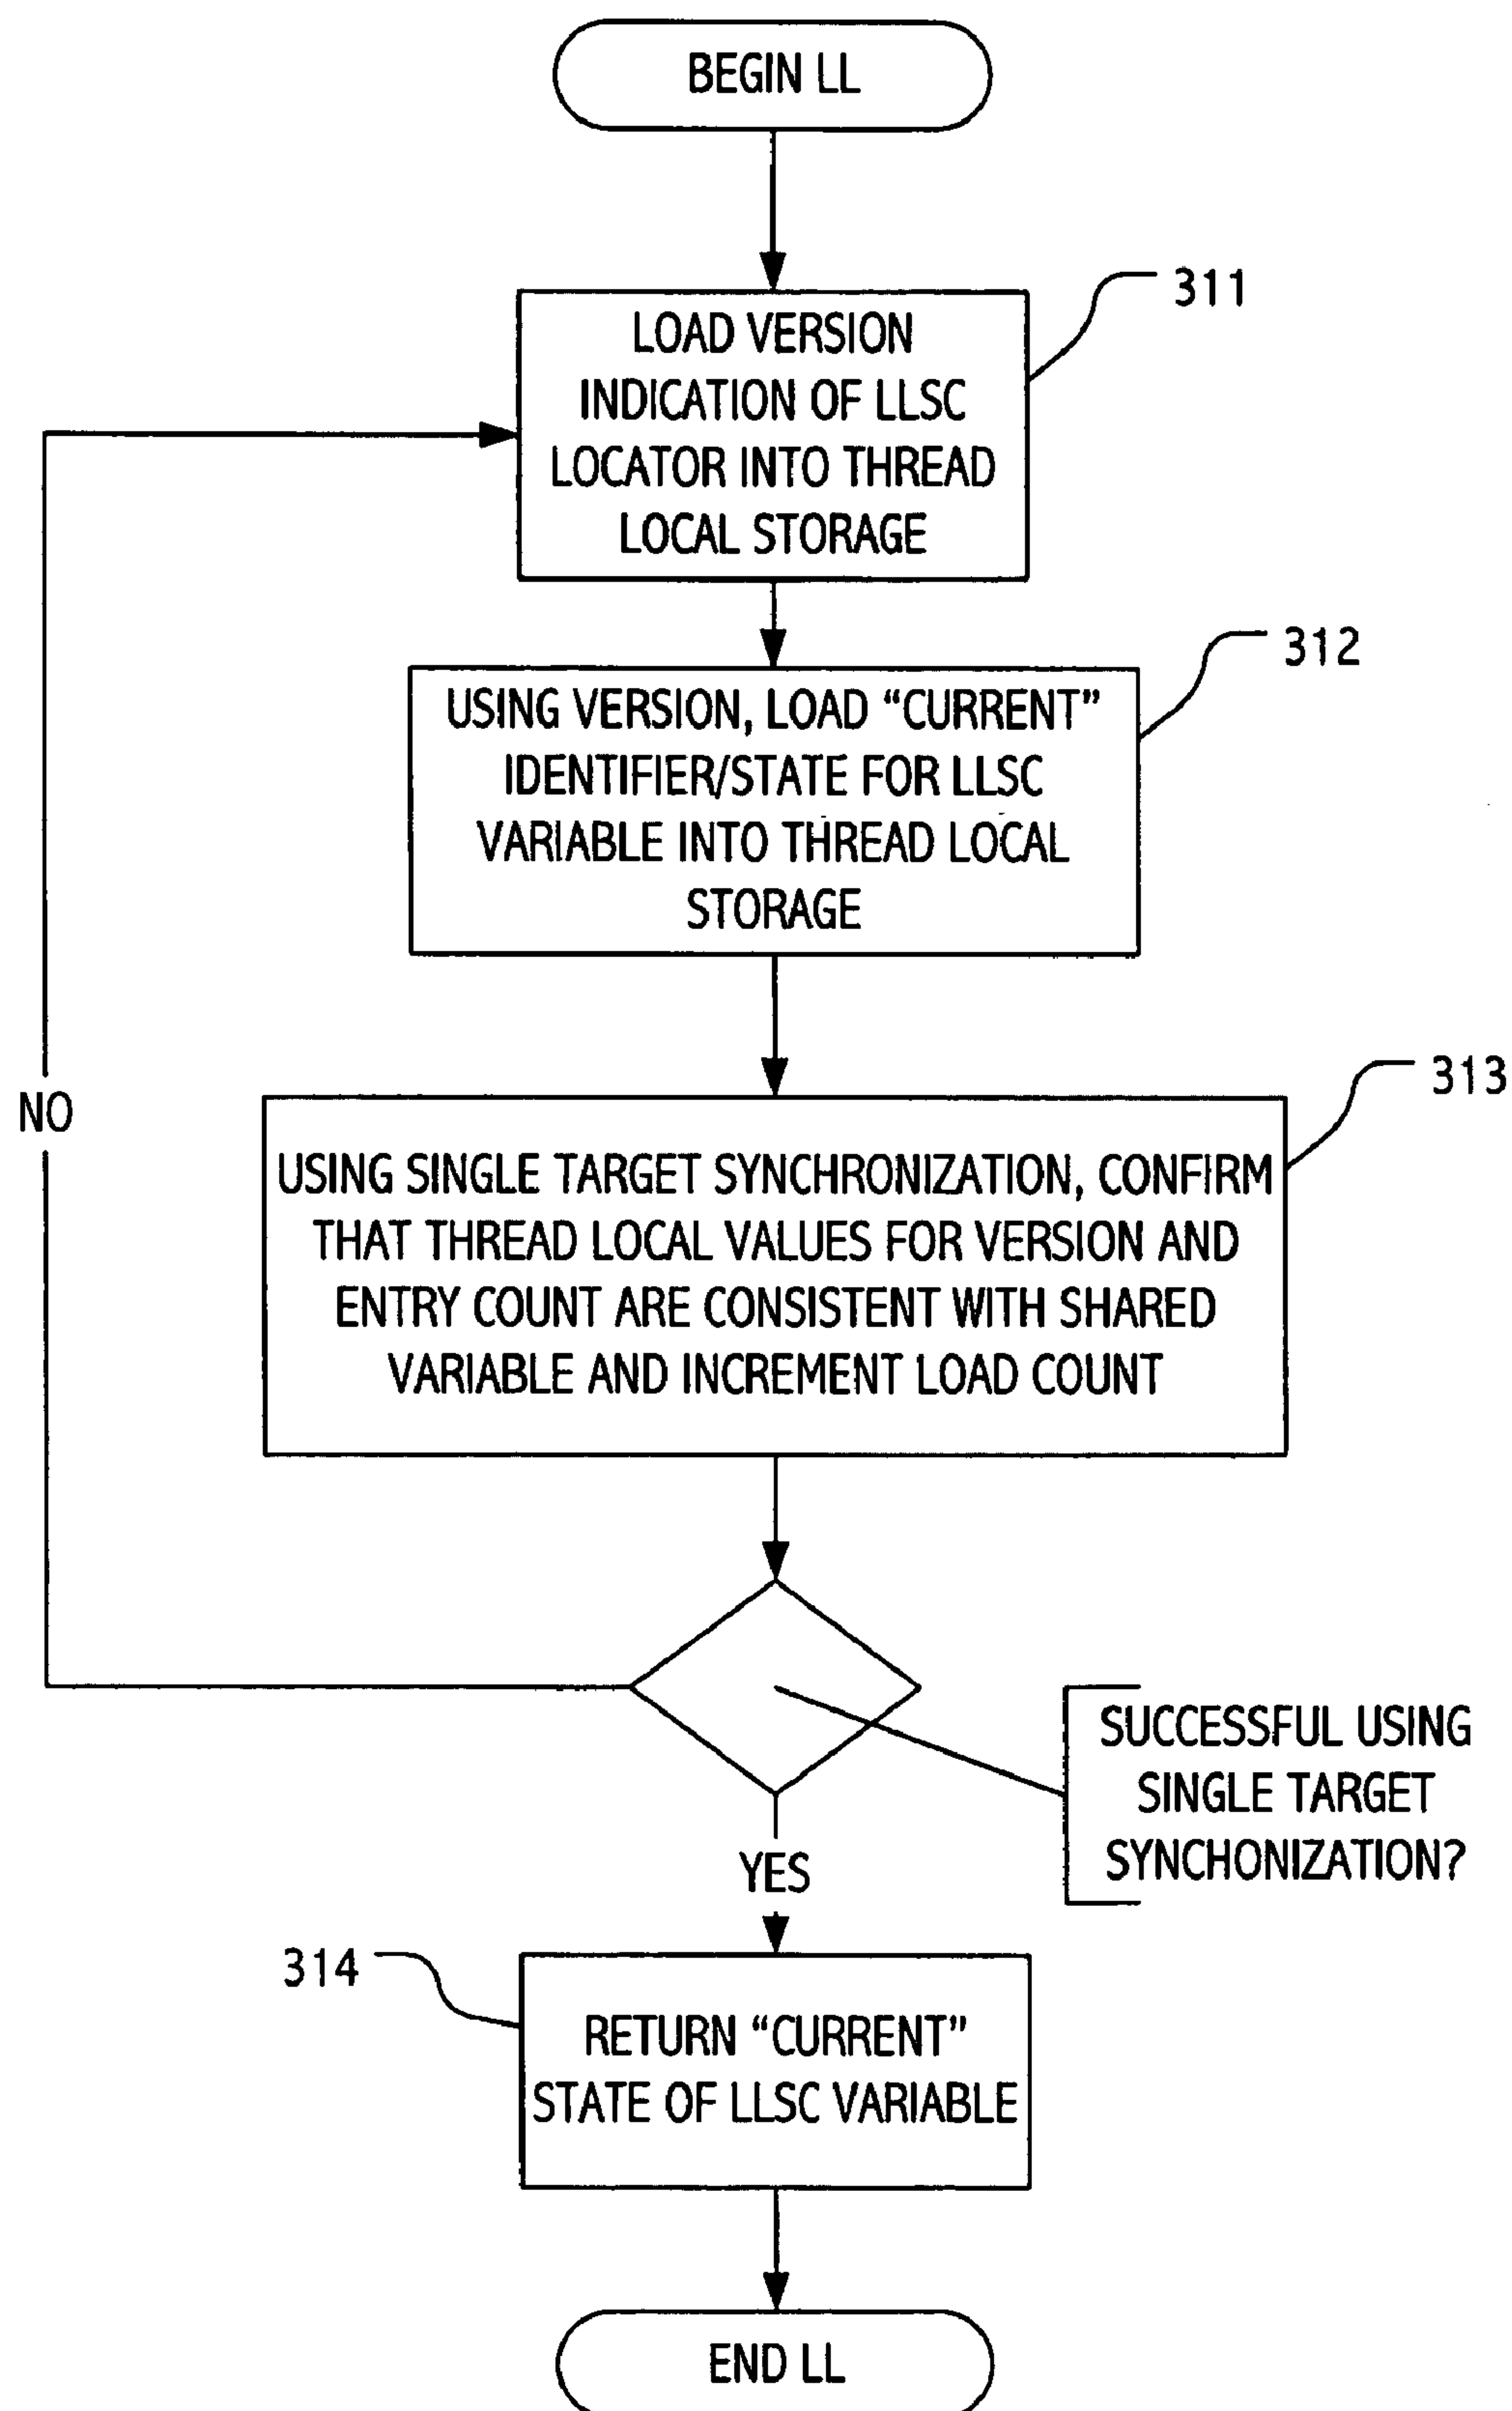 BEGIN LL
311
LOAD VERSION
INDICATION OF LLSC
LOCATOR INTO THREAD
LOCAL STORAGE
312
USING VERSION, LOAD “CURRENT”
IDENTIFIER/STATE FOR LLSC
VARIABLE INTO THREAD LOCAL
STORAGE
313
NO
USING SINGLE TARGET SYNCHRONIZATION, CONFIRM
THAT THREAD LOCAL VALUES FOR VERSION AND
ENTRY COUNT ARE CONSISTENT WITH SHARED
VARIABLE AND INCREMENT LOAD COUNT
SUCCESSFUL USING
SINGLE TARGET
SYNCHONIZATION?
YES
314
RETURN “CURRENT”
STATE OF LLSC VARIABLE
END LL